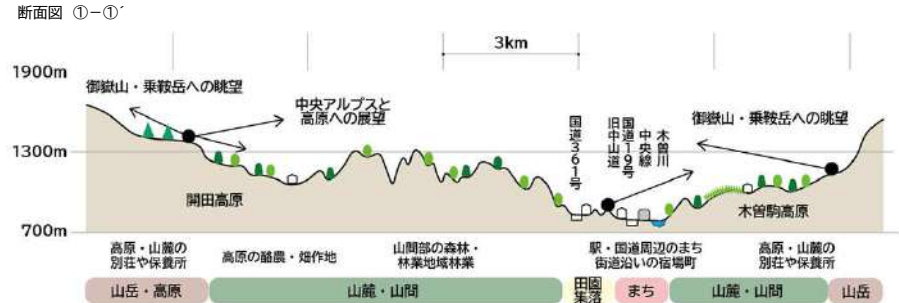 断面図 ①−①´
3km
1900m
1300m
700m
御嶽山・乗鞍岳への眺望
中央アルプスと
高原への展望
国道361号
旧中山道
国道19号
中央線
木曽川
御嶽山・乗鞍岳への眺望
開田高原
木曽駒高原
高原・山麓の
別荘や保養所
高原の酪農・畑作地
山間部の森林・
林業地域林業
駅・国道周辺のまち
街道沿いの宿場町
高原・山麓の
別荘や保養所
山岳・高原
山麓・山間
田園
集落
まち
山麓・山間
山岳